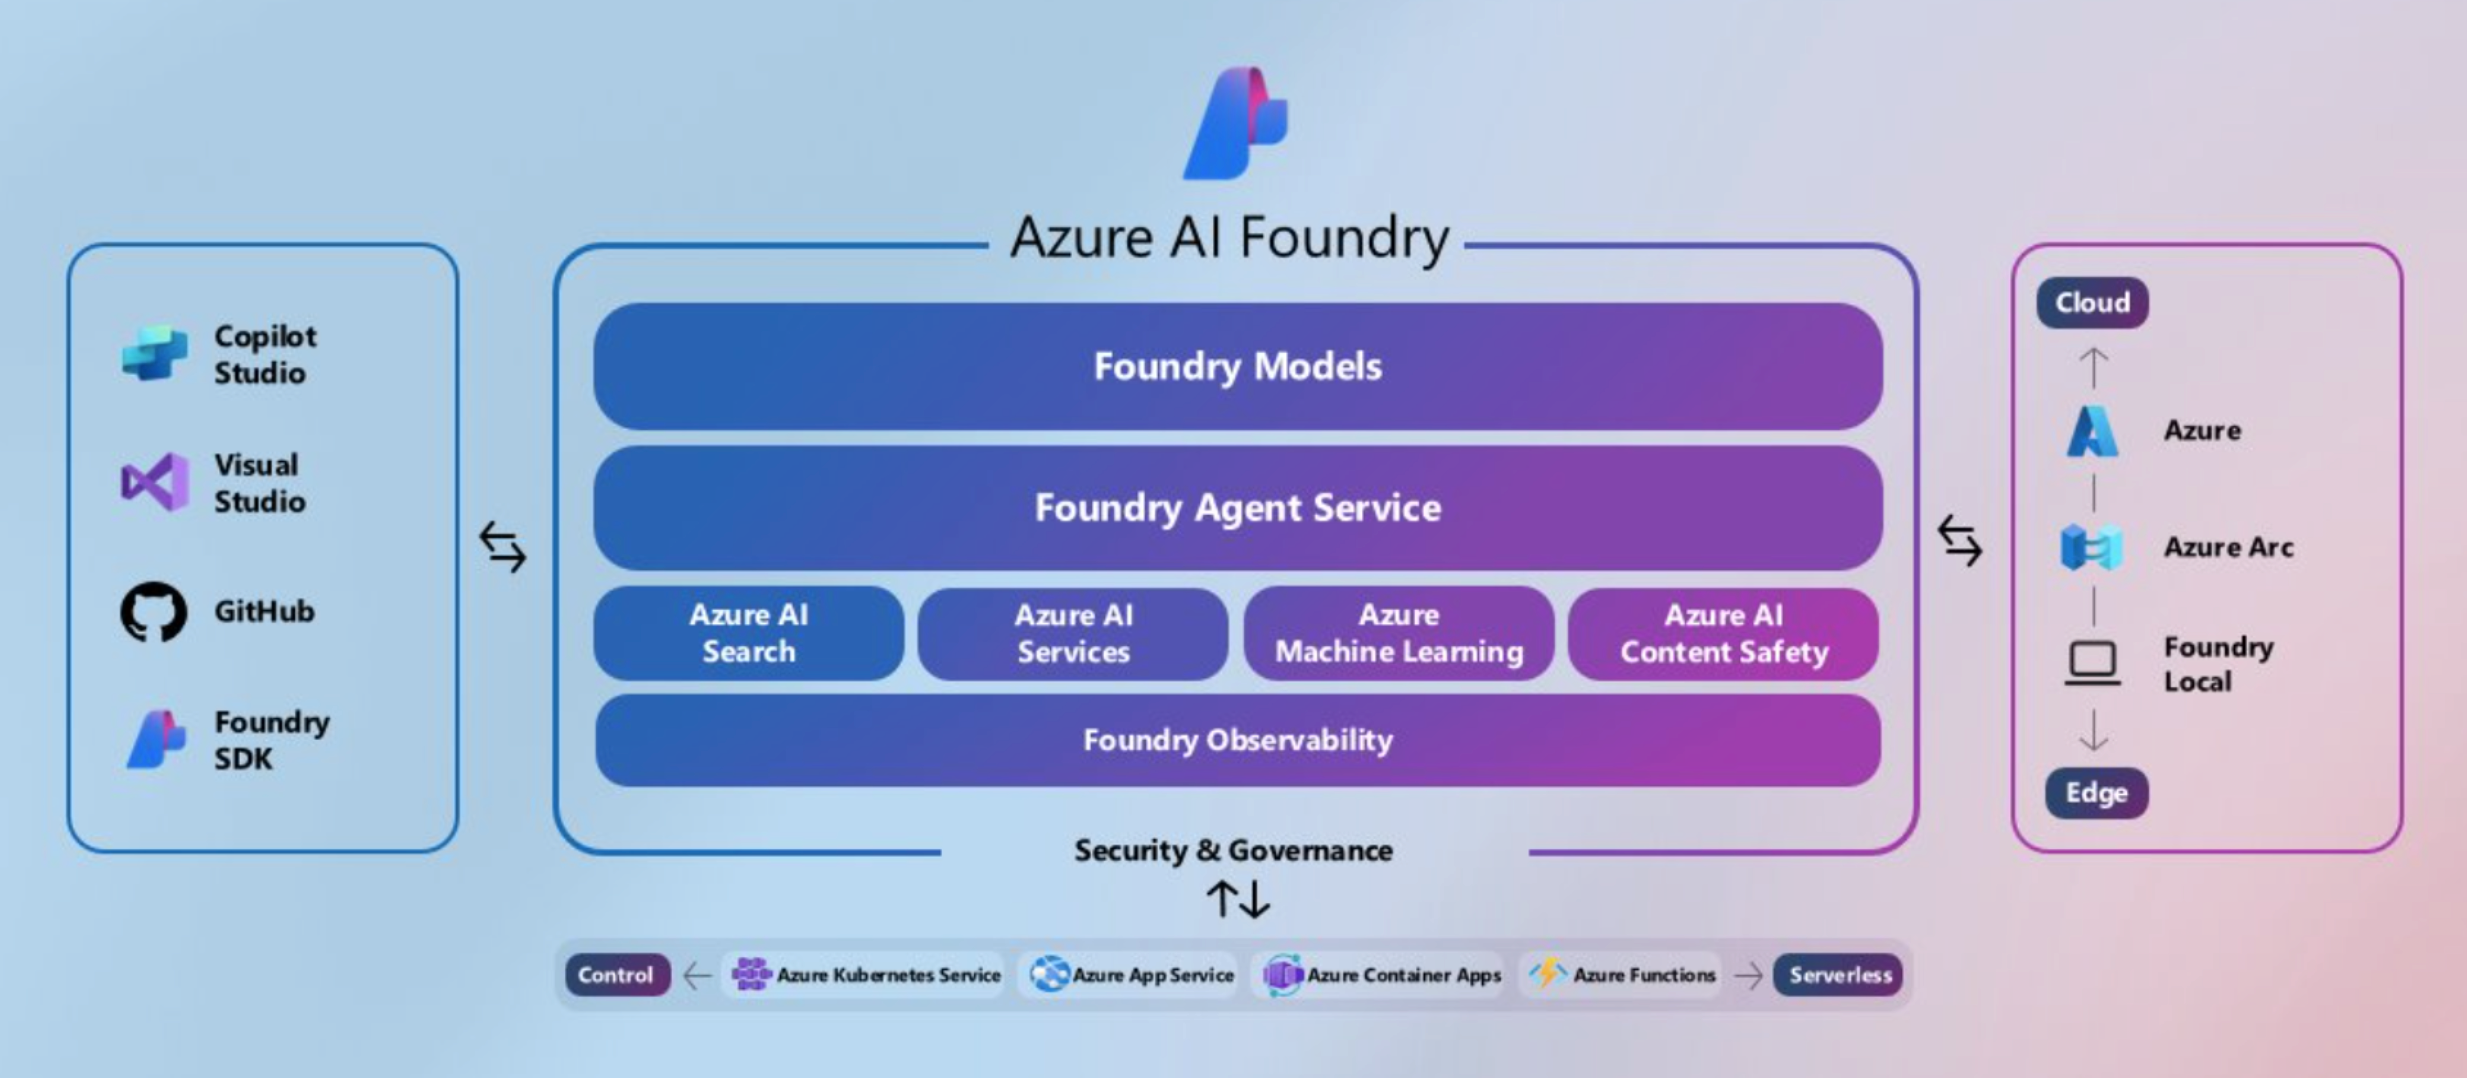 Azure AI Foundry
Copilot
Studio
Visual
Studio
GitHub
Foundry
SDK
Foundry Models
Foundry Agent Service
Azure AI
Search
Azure AI
Services
Azure
Machine Learning
Azure AI
Content Safety
Foundry Observability
Security & Governance
Cloud
Azure
Azure Arc
Foundry
Local
Edge
Control
Azure Kubernetes Service
Azure App Service
Azure Container Apps
Azure Functions
Serverless